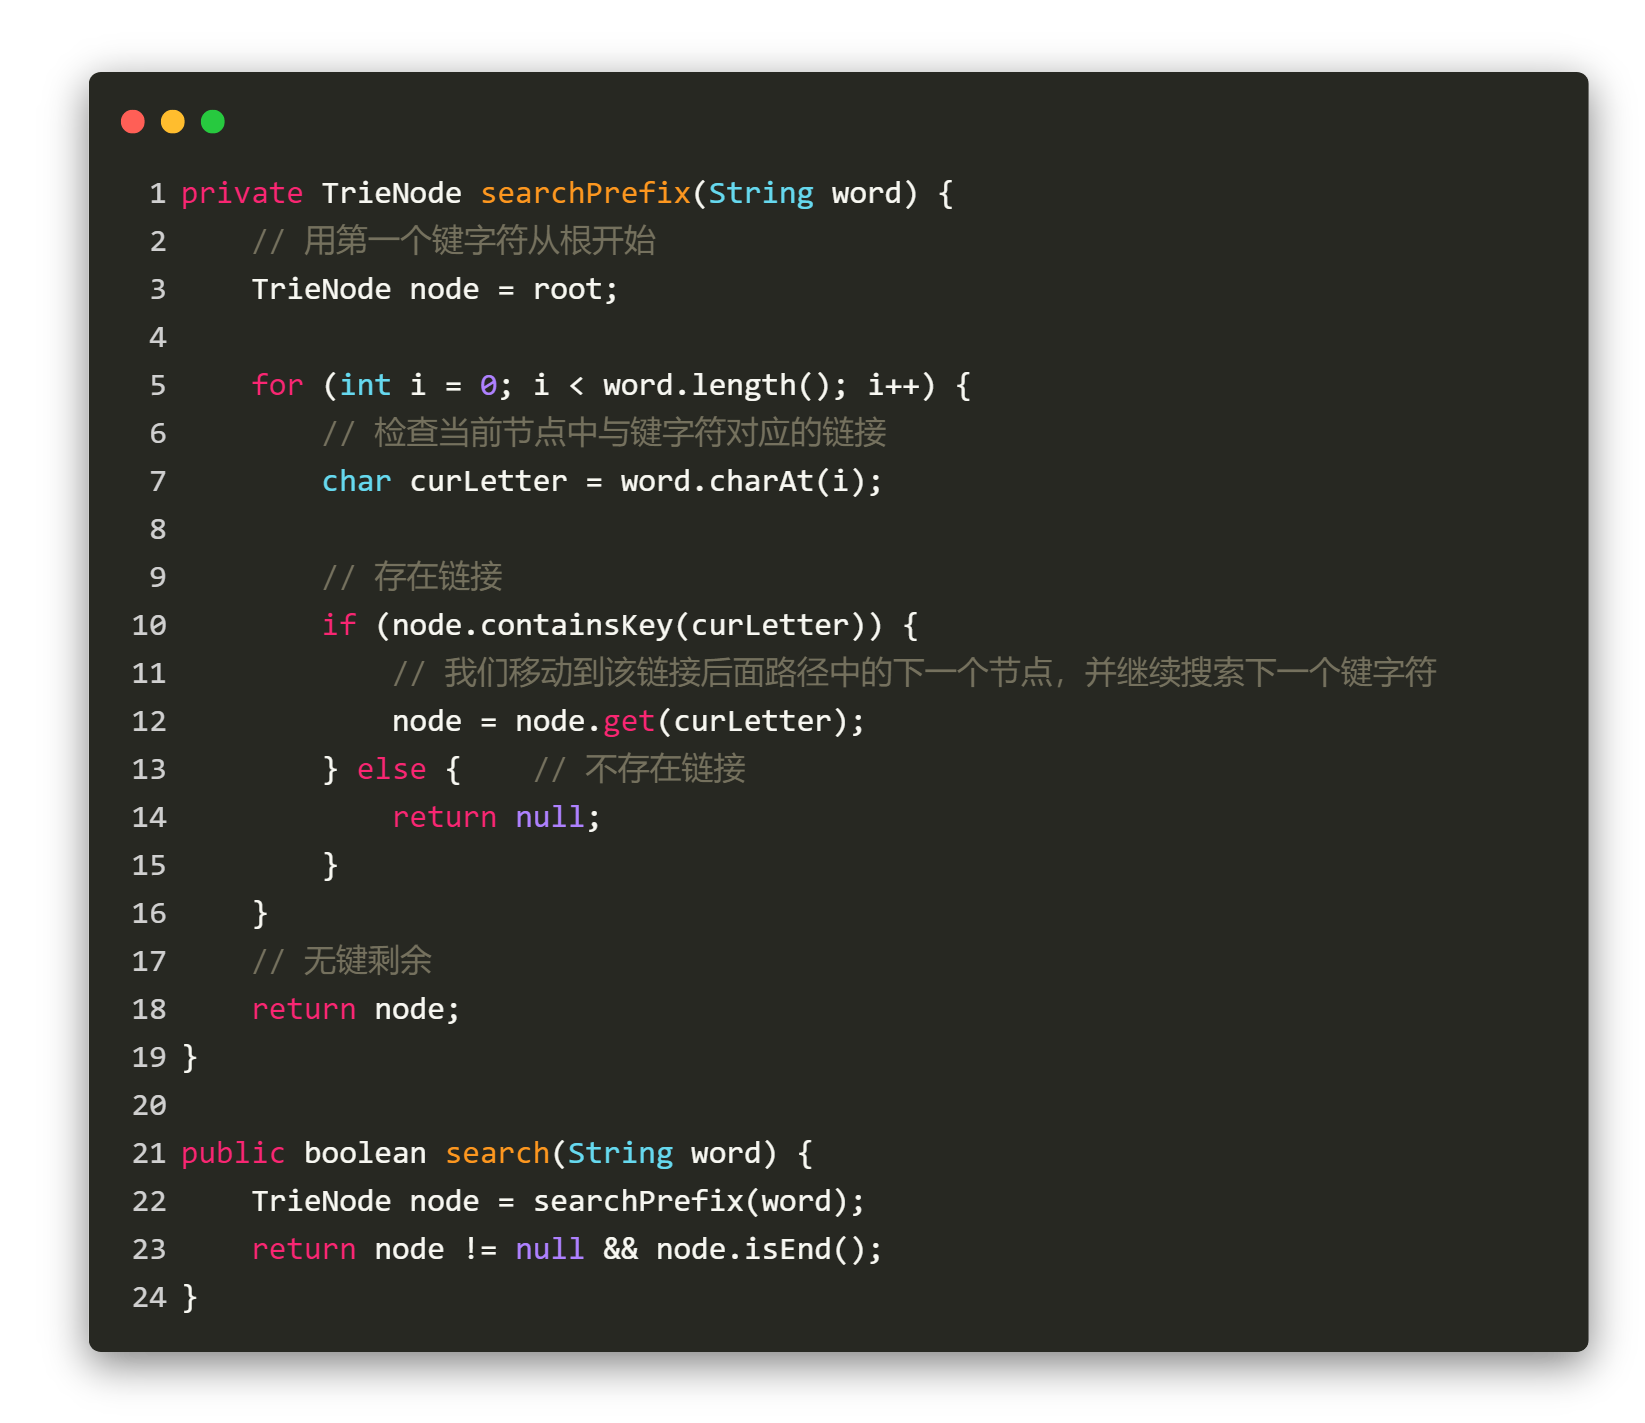 1 private TrieNode searchPrefix(String word) {
2     // 用第一个键字符从根开始
3     TrieNode node = root;
4
5     for (int i = 0; i < word.length(); i++) {
6         // 检查当前节点中与键字符对应的链接
7         char curLetter = word.charAt(i);
8
9         // 存在链接
10         if (node.containsKey(curLetter)) {
11             // 我们移动到该链接后面路径中的下一个节点，并继续搜索下一个键字符
12             node = node.get(curLetter);
13         } else {    // 不存在链接
14             return null;
15         }
16     }
17     // 无键剩余
18     return node;
19 }
20
21 public boolean search(String word) {
22     TrieNode node = searchPrefix(word);
23     return node != null && node.isEnd();
24 }